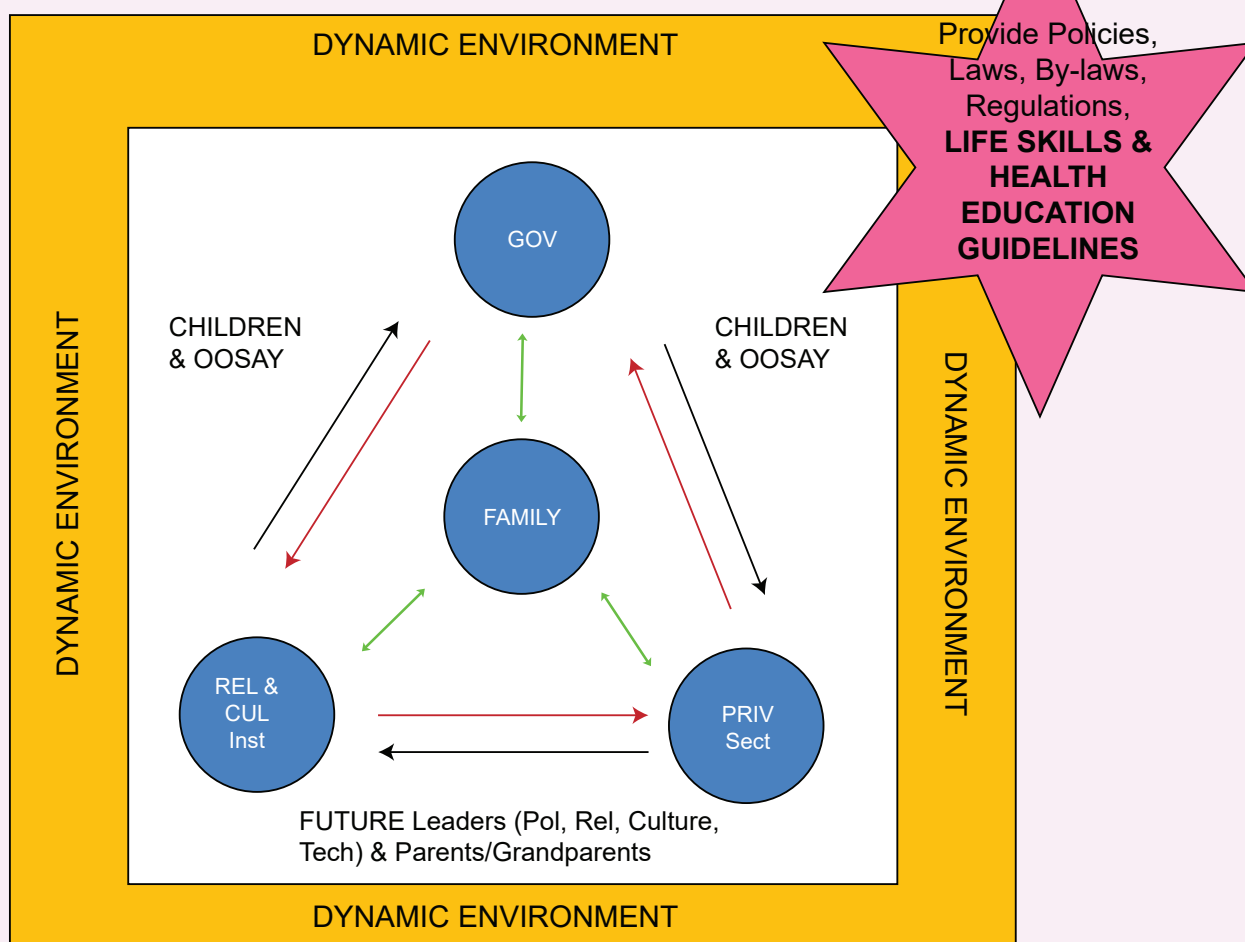 DYNAMIC ENVIRONMENT
Provide Policies,
Laws, By-laws,
Regulations,
LIFE SKILLS &
HEALTH
EDUCATION
GUIDELINES
GOV
CHILDREN
& OOSAY
CHILDREN
& OOSAY
DYNAMIC ENVIRONMENT
DYNAMIC ENVIRONMENT
FAMILY
REL &
CUL
Inst
PRIV
Sect
FUTURE Leaders (Pol, Rel, Culture,
Tech) & Parents/Grandparents
DYNAMIC ENVIRONMENT